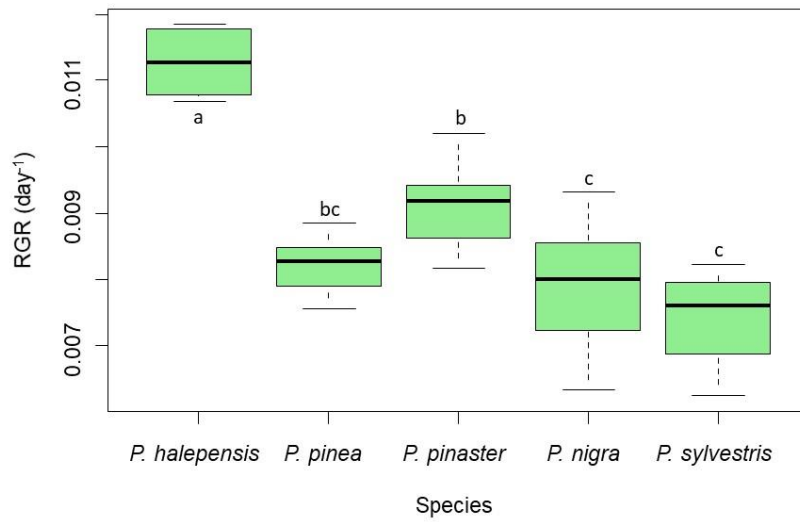 RGR (day-1)
0.011
0.009
0.007
a
bc
b
c
c
P. halepensis P. pinea P. pinaster P. nigra P. sylvestris
Species